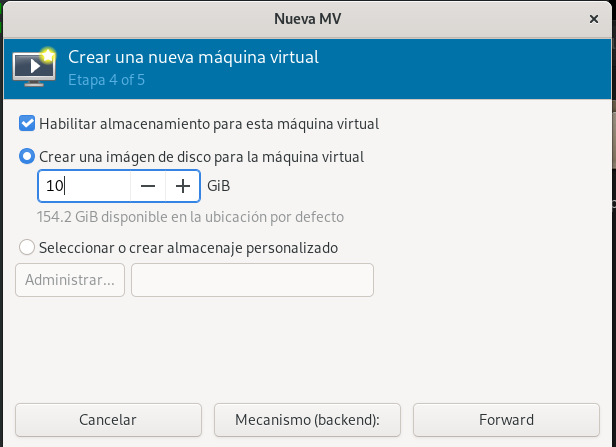 Nueva MV
Crear una nueva máquina virtual
Etapa 4 of 5
Habilitar almacenamiento para esta máquina virtual
Crear una imágen de disco para la máquina virtual
10 GiB
154.2 GiB disponible en la ubicación por defecto
Seleccionar o crear almacenaje personalizado
Administrar...
Cancelar Mecanismo (backend): Forward